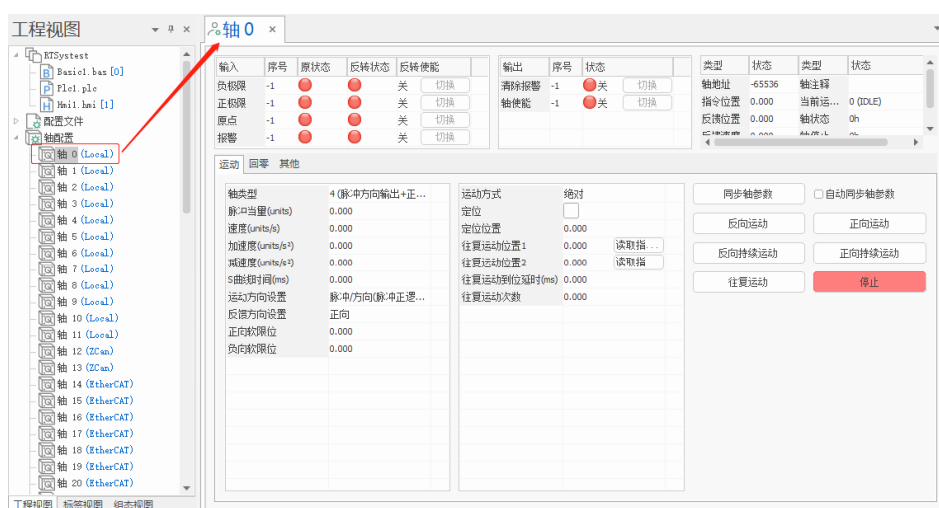 工程视图
轴 0 ×
RTSystest
Basic1.bas [0]
Plc1.plc
Hmi1.hmi [1]
配置文件
轴配置
轴 0 (Local)
轴 1 (Local)
轴 2 (Local)
轴 3 (Local)
轴 4 (Local)
轴 5 (Local)
轴 6 (Local)
轴 7 (Local)
轴 8 (Local)
轴 9 (Local)
轴 10 (Local)
轴 11 (Local)
轴 12 (ZCan)
轴 13 (ZCan)
轴 14 (EtherCAT)
轴 15 (EtherCAT)
轴 16 (EtherCAT)
轴 17 (EtherCAT)
轴 18 (EtherCAT)
轴 19 (EtherCAT)
轴 20 (EtherCAT)
工程视图 标签视图 组态视图
输入 序号 原状态 反转状态 反转使能
负极限 -1 关 切换
正极限 -1 关 切换
原点 -1 关 切换
报警 -1 关 切换
输出 序号 状态
清除报警 -1 关 切换
轴使能 -1 关 切换
类型 状态 类型 状态
轴地址 -65536 轴注释
指令位置 0.000 当前运... 0 (IDLE)
反馈位置 0.000 轴状态 0h
反馈速度 0.000 轴停止 0h
运动 回零 其他
轴类型 4 (脉冲方向输出+正...
脉冲当量(units) 0.000
速度(units/s) 0.000
加速度(units/s²) 0.000
减速度(units/s²) 0.000
S曲线时间(ms) 0.000
运动方向设置 脉冲/方向(脉冲正逻...
反馈方向设置 正向
正向软限位 0.000
负向软限位 0.000
运动方式 绝对
定位
定位位置 0.000
往复运动位置1 0.000 读取指...
往复运动位置2 0.000 读取指
往复运动到位延时(ms) 0.000
往复运动次数 0.000
同步轴参数 自动同步轴参数
反向运动 正向运动
反向持续运动 正向持续运动
往复运动 停止